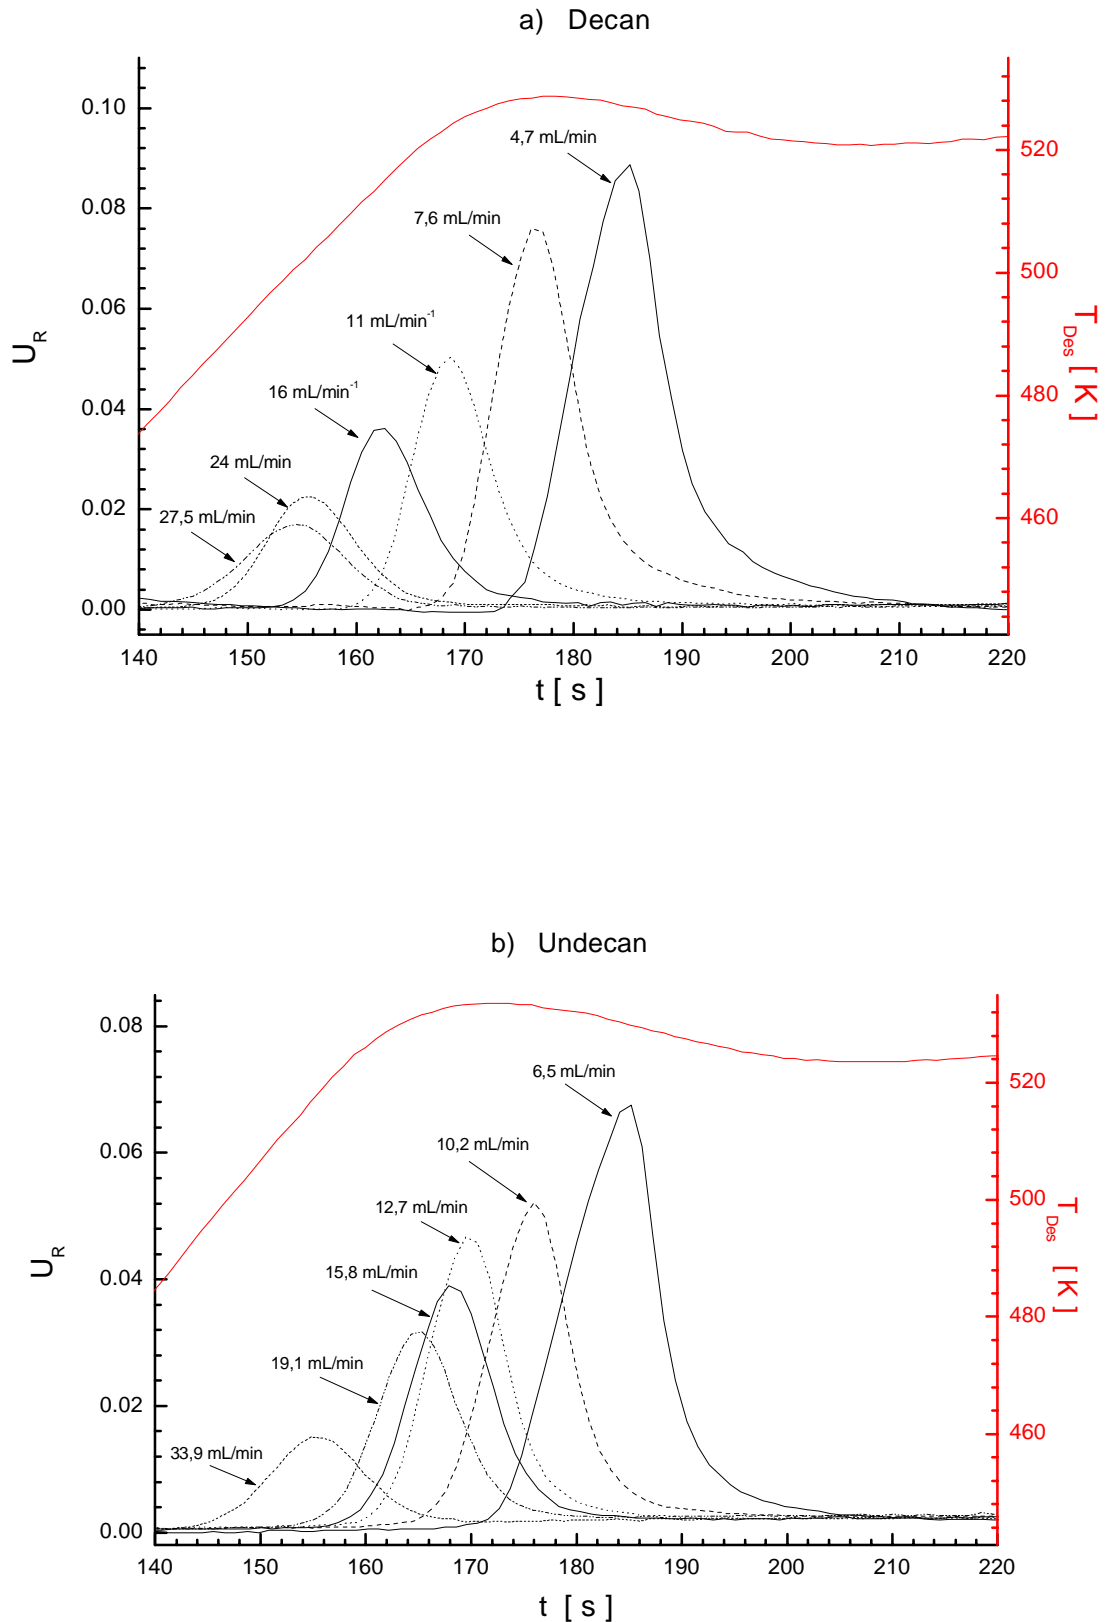 a) Decan
0.10
0.08
0.06
0.04
0.02
0.00
U_R
4,7 mL/min
7,6 mL/min
11 mL/min⁻¹
16 mL/min⁻¹
24 mL/min
27,5 mL/min
520
500
480
460
T_Des [ K ]
140 150 160 170 180 190 200 210 220
t [ s ]
b) Undecan
0.08
0.06
0.04
0.02
0.00
U_R
6,5 mL/min
10,2 mL/min
12,7 mL/min
15,8 mL/min
19,1 mL/min
33,9 mL/min
520
500
480
460
T_Des [ K ]
140 150 160 170 180 190 200 210 220
t [ s ]